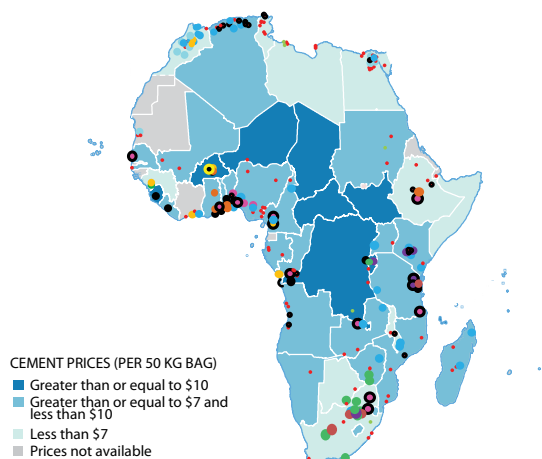 CEMENT PRICES (PER 50 KG BAG)
Greater than or equal to $10
Greater than or equal to $7 and
less than $10
Less than $7
Prices not available